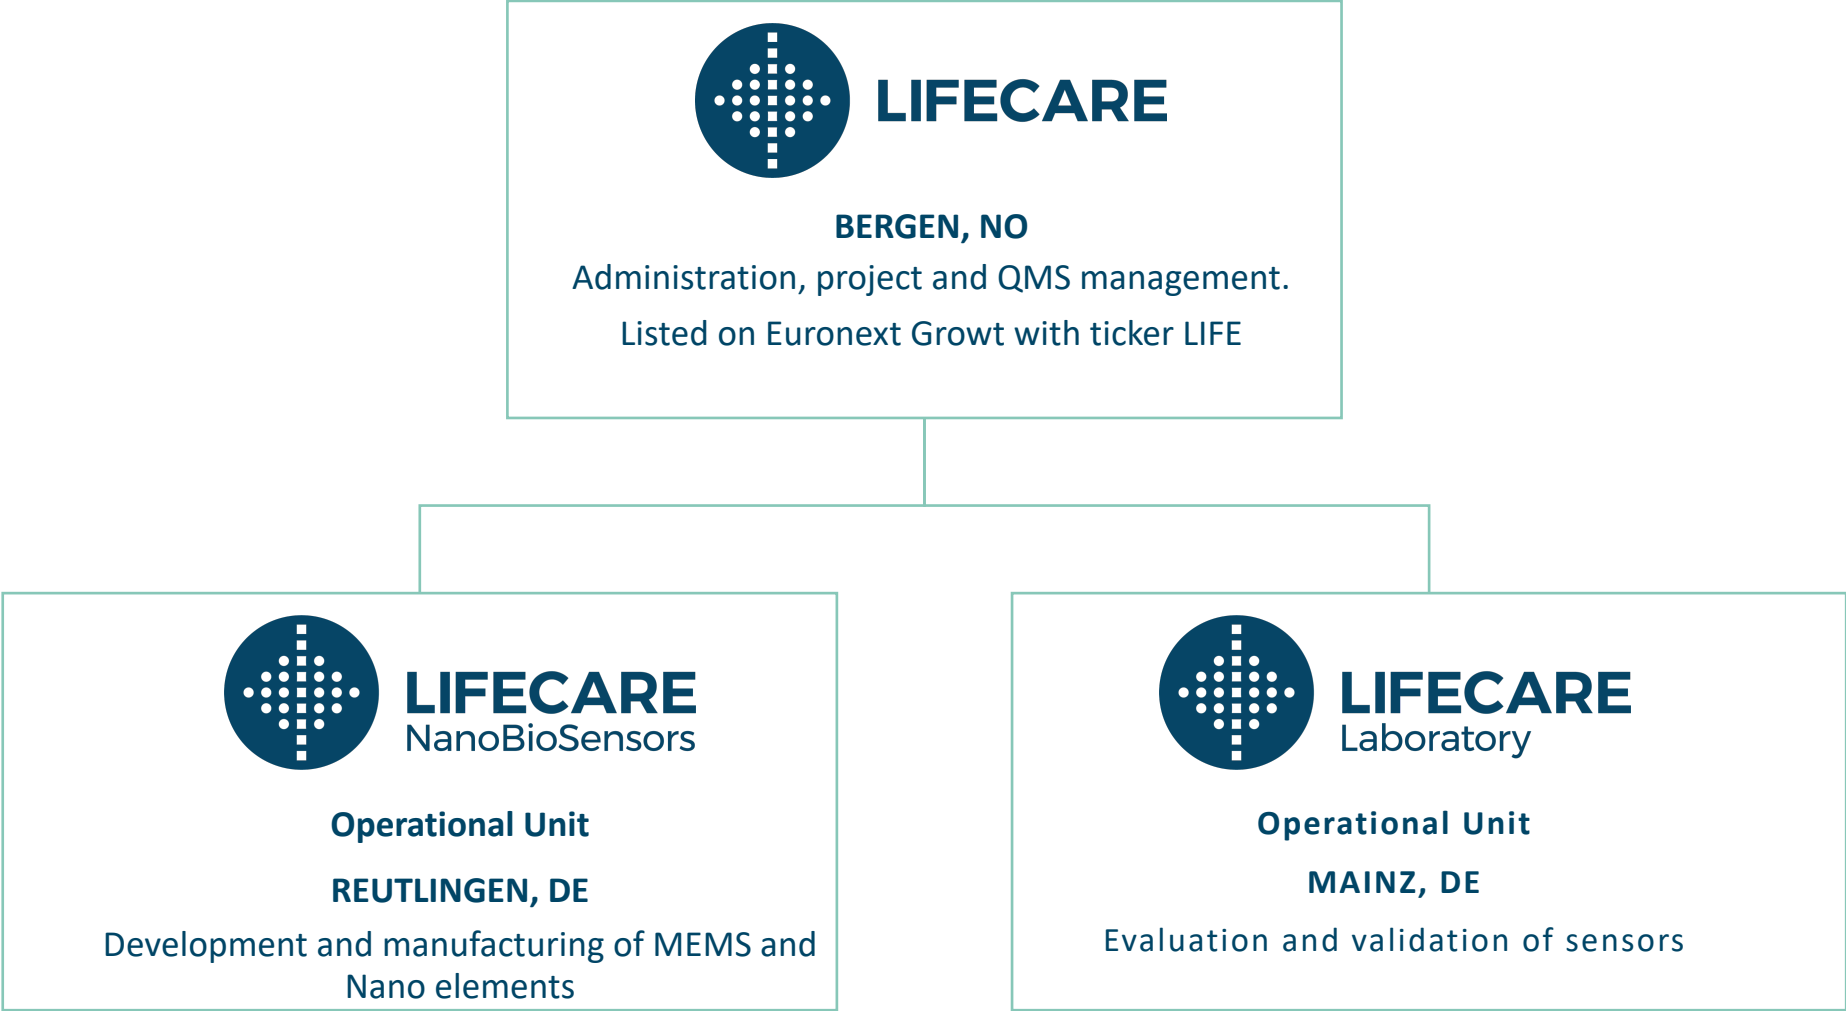 LIFECARE
BERGEN, NO
Administration, project and QMS management.
Listed on Euronext Growt with ticker LIFE
LIFECARE
NanoBioSensors
Operational Unit
REUTLINGEN, DE
Development and manufacturing of MEMS and
Nano elements
LIFECARE
Laboratory
Operational Unit
MAINZ, DE
Evaluation and validation of sensors